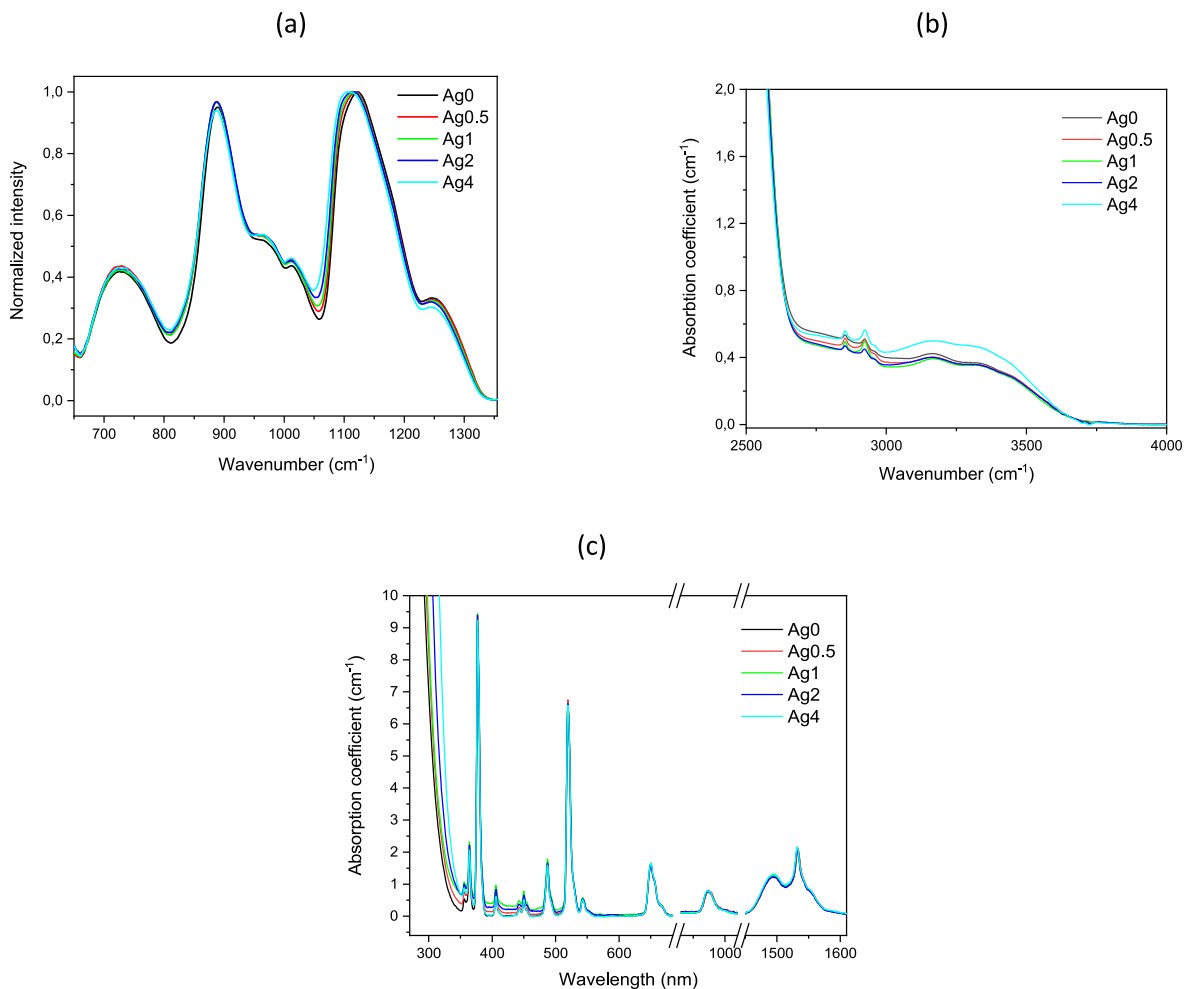 (a)
1,0
0,8
0,6
0,4
0,2
0,0
Normalized intensity
700 800 900 1000 1100 1200 1300
Wavenumber (cm⁻¹)
Ag0
Ag0.5
Ag1
Ag2
Ag4
(b)
2,0
1,6
1,2
0,8
0,4
0,0
Absorbtion coefficient (cm⁻¹)
2500 3000 3500 4000
Wavenumber (cm⁻¹)
Ag0
Ag0.5
Ag1
Ag2
Ag4
(c)
10
9
8
7
6
5
4
3
2
1
0
Absorption coefficient (cm⁻¹)
300 400 500 600 1000 1500 1600
Wavelength (nm)
Ag0
Ag0.5
Ag1
Ag2
Ag4